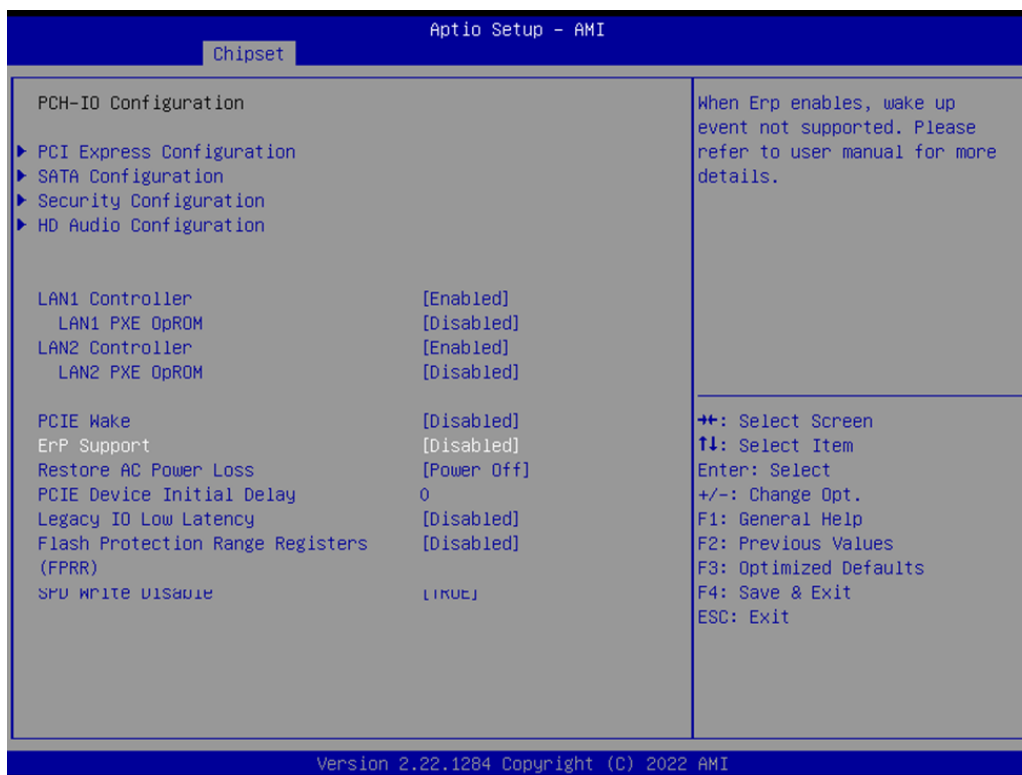 Aptio Setup - AMI
Chipset
PCH-IO Configuration
PCI Express Configuration
SATA Configuration
Security Configuration
HD Audio Configuration
LAN1 Controller [Enabled]
LAN1 PXE OpROM [Disabled]
LAN2 Controller [Enabled]
LAN2 PXE OpROM [Disabled]
PCIE Wake [Disabled]
ErP Support [Disabled]
Restore AC Power Loss [Power Off]
PCIE Device Initial Delay 0
Legacy IO Low Latency [Disabled]
Flash Protection Range Registers [Disabled]
(FPRR)
SPD Write Disable [TRUE]
When Erp enables, wake up
event not supported. Please
refer to user manual for more
details.
→←: Select Screen
↑↓: Select Item
Enter: Select
+/-: Change Opt.
F1: General Help
F2: Previous Values
F3: Optimized Defaults
F4: Save & Exit
ESC: Exit
Version 2.22.1284 Copyright (C) 2022 AMI